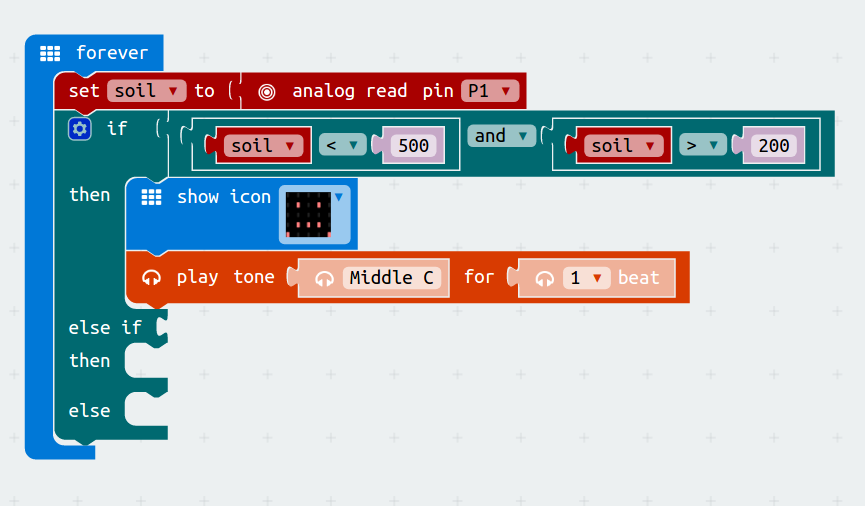 forever
set soil to analog read pin P1
if soil < 500 and soil > 200
then show icon
play tone Middle C for 1 beat
else if
then
else